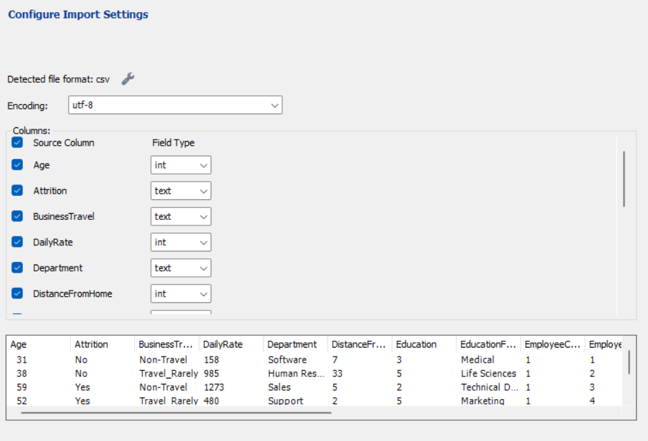 Configure Import Settings
Detected file format: csv
Encoding: utf-8
Columns:
Source Column Field Type
Age int
Attrition text
BusinessTravel text
DailyRate int
Department text
DistanceFromHome int
Age Attrition BusinessTr... DailyRate Department DistanceFr... Education EducationF... EmployeeC... Employe
31 No Non-Travel 158 Software 7 3 Medical 1 1
38 No Travel_Rarely 985 Human Res... 33 5 Life Sciences 1 2
59 Yes Non-Travel 1273 Sales 5 2 Technical D... 1 3
52 Yes Travel_Rarely 480 Support 2 5 Marketing 1 4